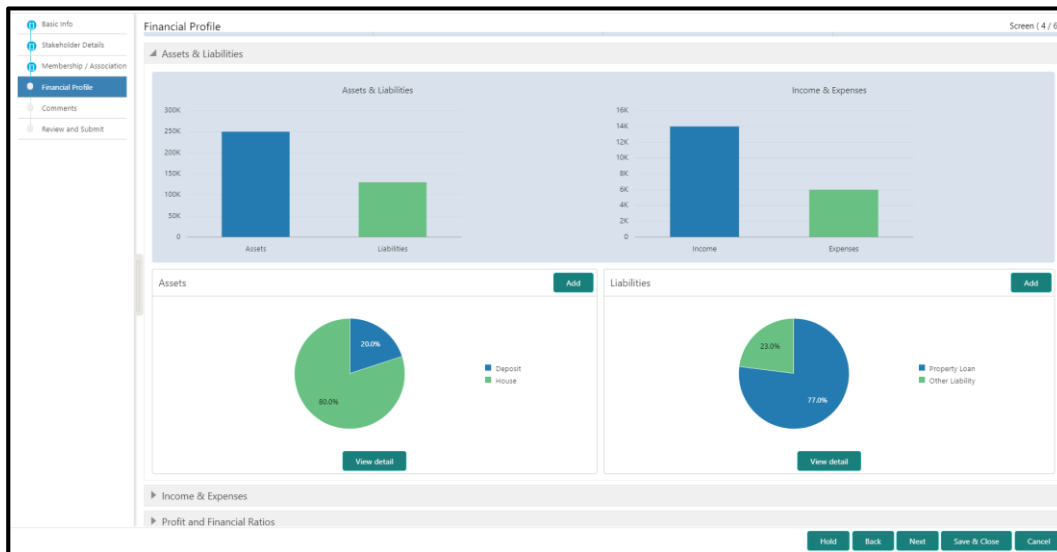 Basic Info
Stakeholder Details
Membership / Association
Financial Profile
Comments
Review and Submit
Financial Profile
Screen ( 4 / 6
Assets & Liabilities
Assets & Liabilities
300K
250K
200K
150K
100K
50K
0
Assets
Liabilities
Income & Expenses
16K
14K
12K
10K
8K
6K
4K
2K
0
Income
Expenses
Assets
Add
20.0%
80.0%
Deposit
House
View detail
Liabilities
Add
23.0%
77.0%
Property Loan
Other Liability
View detail
Income & Expenses
Profit and Financial Ratios
Hold Back Next Save & Close Cancel